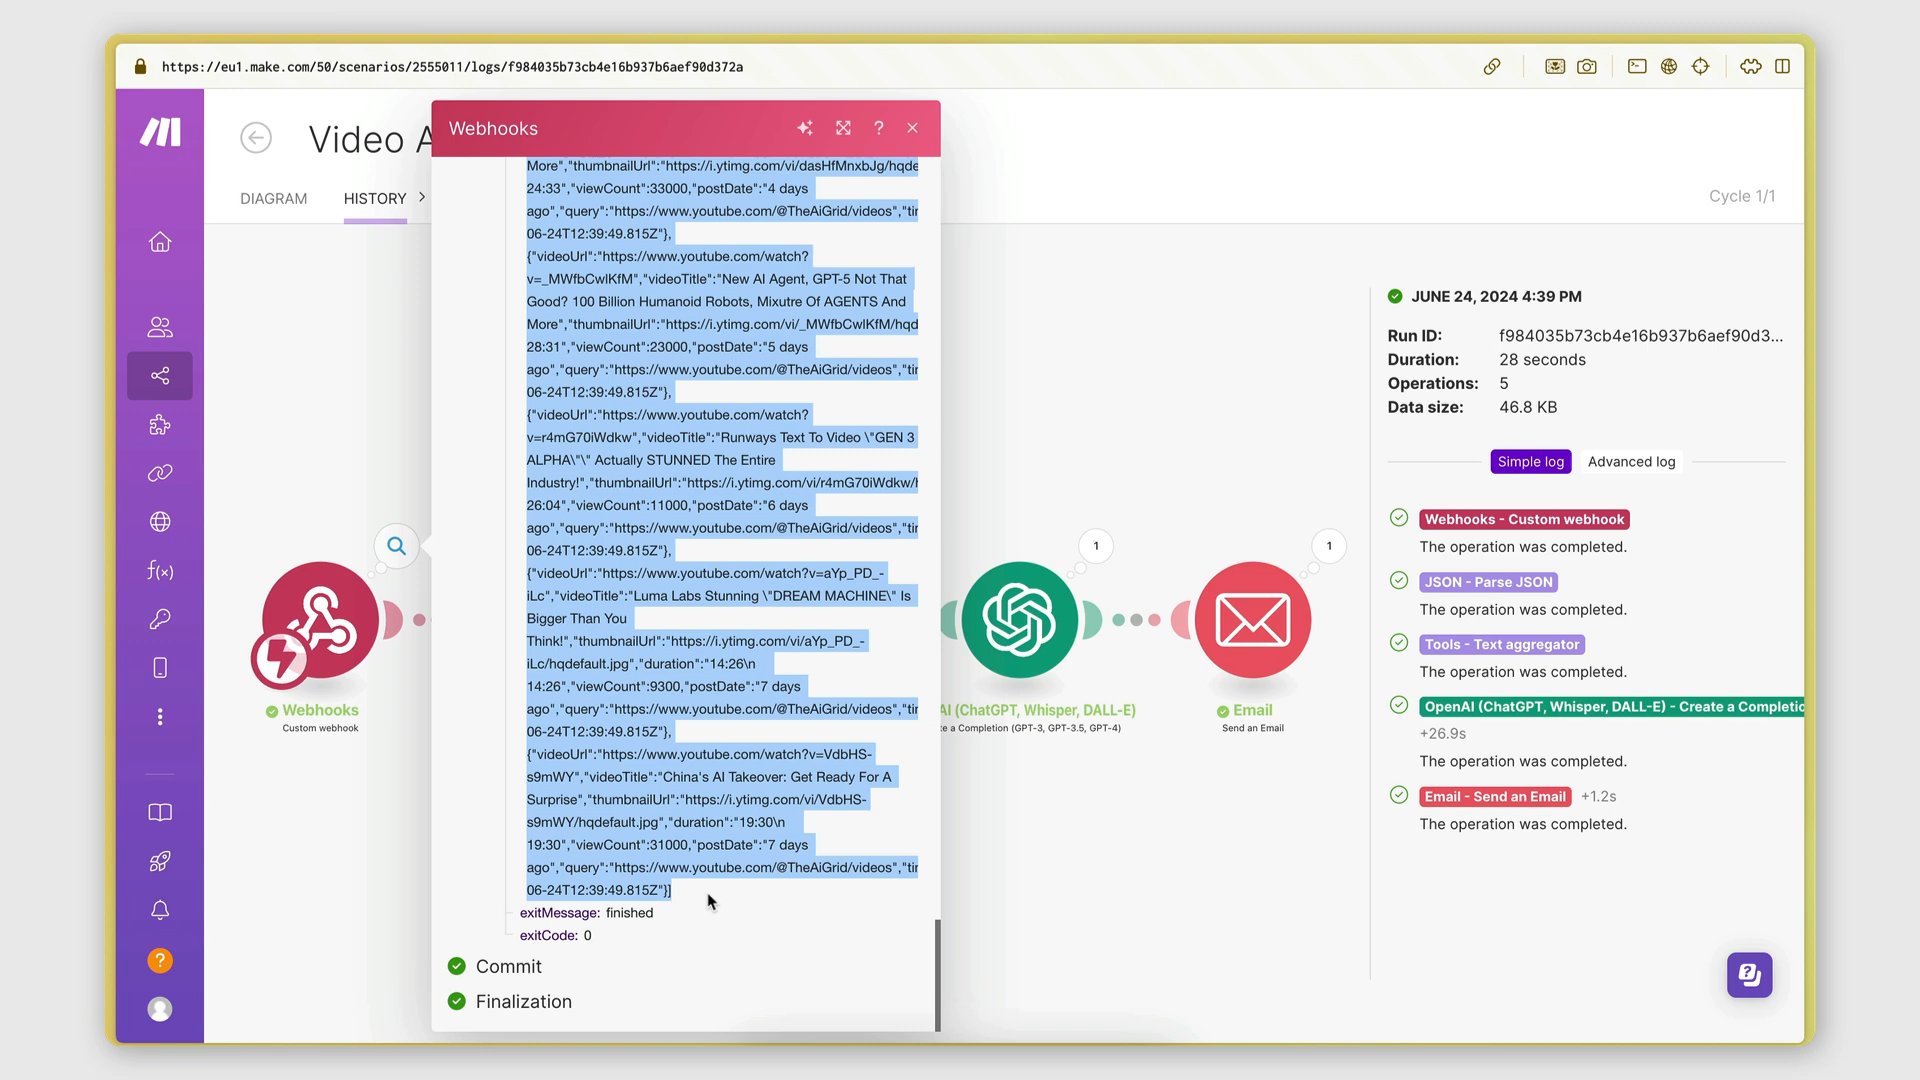 https://eu1.make.com/50/scenarios/2555011/logs/f984035b73cb4e16b937b6aef90d372a
Video A
DIAGRAM
HISTORY
Cycle 1/1
Webhooks
?
More","thumbnailUrl":"https://i.ytimg.com/vi/dasHfMnxbJg/hqde
24:33","viewCount":33000,"postDate":"4 days
ago","query":"https://www.youtube.com/@TheAiGrid/videos","tir
06-24T12:39:49.815Z"},
{"videoUrl":"https://www.youtube.com/watch?
v=_MWfbCwlKfM","videoTitle":"New AI Agent, GPT-5 Not That
Good? 100 Billion Humanoid Robots, Mixutre Of AGENTS And
More","thumbnailUrl":"https://i.ytimg.com/vi/_MWfbCwlKfM/hqd
28:31","viewCount":23000,"postDate":"5 days
ago","query":"https://www.youtube.com/@TheAiGrid/videos","tir
06-24T12:39:49.815Z"},
{"videoUrl":"https://www.youtube.com/watch?
v=r4mG70iWdkw","videoTitle":"Runways Text To Video \"GEN 3
ALPHA\"\" Actually STUNNED The Entire
Industry!","thumbnailUrl":"https://i.ytimg.com/vi/r4mG70iWdkw/h
26:04","viewCount":11000,"postDate":"6 days
ago","query":"https://www.youtube.com/@TheAiGrid/videos","tir
06-24T12:39:49.815Z"},
{"videoUrl":"https://www.youtube.com/watch?v=aYp_PD_-
iLc","videoTitle":"Luma Labs Stunning \"DREAM MACHINE\" Is
Bigger Than You
Think!","thumbnailUrl":"https://i.ytimg.com/vi/aYp_PD_-
iLc/hqdefault.jpg","duration":"14:26\n
14:26","viewCount":9300,"postDate":"7 days
ago","query":"https://www.youtube.com/@TheAiGrid/videos","tir
06-24T12:39:49.815Z"},
{"videoUrl":"https://www.youtube.com/watch?v=VdbHS-
s9mWY","videoTitle":"China's AI Takeover: Get Ready For A
Surprise","thumbnailUrl":"https://i.ytimg.com/vi/VdbHS-
s9mWY/hqdefault.jpg","duration":"19:30\n
19:30","viewCount":31000,"postDate":"7 days
ago","query":"https://www.youtube.com/@TheAiGrid/videos","tir
06-24T12:39:49.815Z"}]
exitMessage: finished
exitCode: 0
Commit
Finalization
f(x)
?
Webhooks
Custom webhook
1
AI (ChatGPT, Whisper, DALL-E)
te a Completion (GPT-3, GPT-3.5, GPT-4)
1
Email
Send an Email
JUNE 24, 2024 4:39 PM
Run ID: f984035b73cb4e16b937b6aef90d3...
Duration: 28 seconds
Operations: 5
Data size: 46.8 KB
Simple log
Advanced log
Webhooks - Custom webhook
The operation was completed.
JSON - Parse JSON
The operation was completed.
Tools - Text aggregator
The operation was completed.
OpenAI (ChatGPT, Whisper, DALL-E) - Create a Completio
+26.9s
The operation was completed.
Email - Send an Email +1.2s
The operation was completed.
?